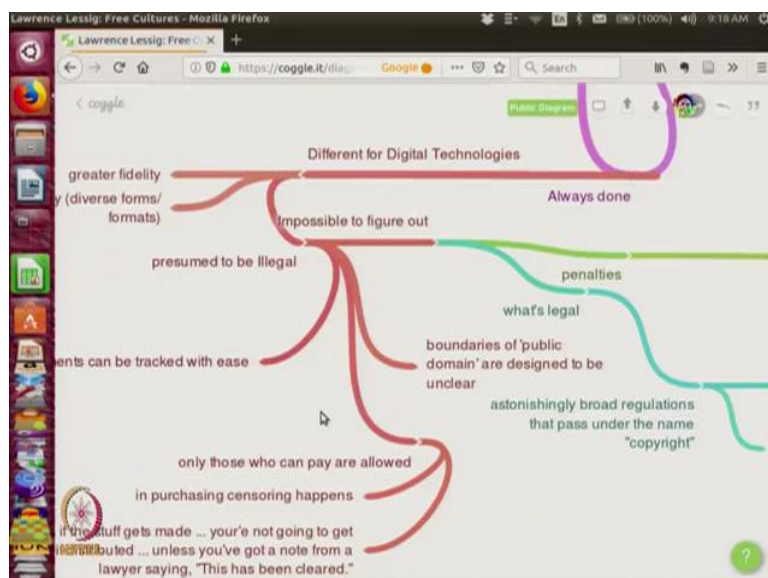 Lawrence Lessig: Free Cultures - Mozilla Firefox
En
(100%)
9:18 AM
Lawrence Lessig: Free C
https://coggle.it/diag
Google
Search
coggle
Public Diagram
Different for Digital Technologies
greater fidelity
y (diverse forms/
formats)
Always done
Impossible to figure out
presumed to be Illegal
penalties
what's legal
ents can be tracked with ease
boundaries of 'public
domain' are designed to be
unclear
astonishingly broad regulations
that pass under the name
"copyright"
only those who can pay are allowed
in purchasing censoring happens
if the stuff gets made ... your'e not going to get
distributed ... unless you've got a note from a
lawyer saying, "This has been cleared."
?